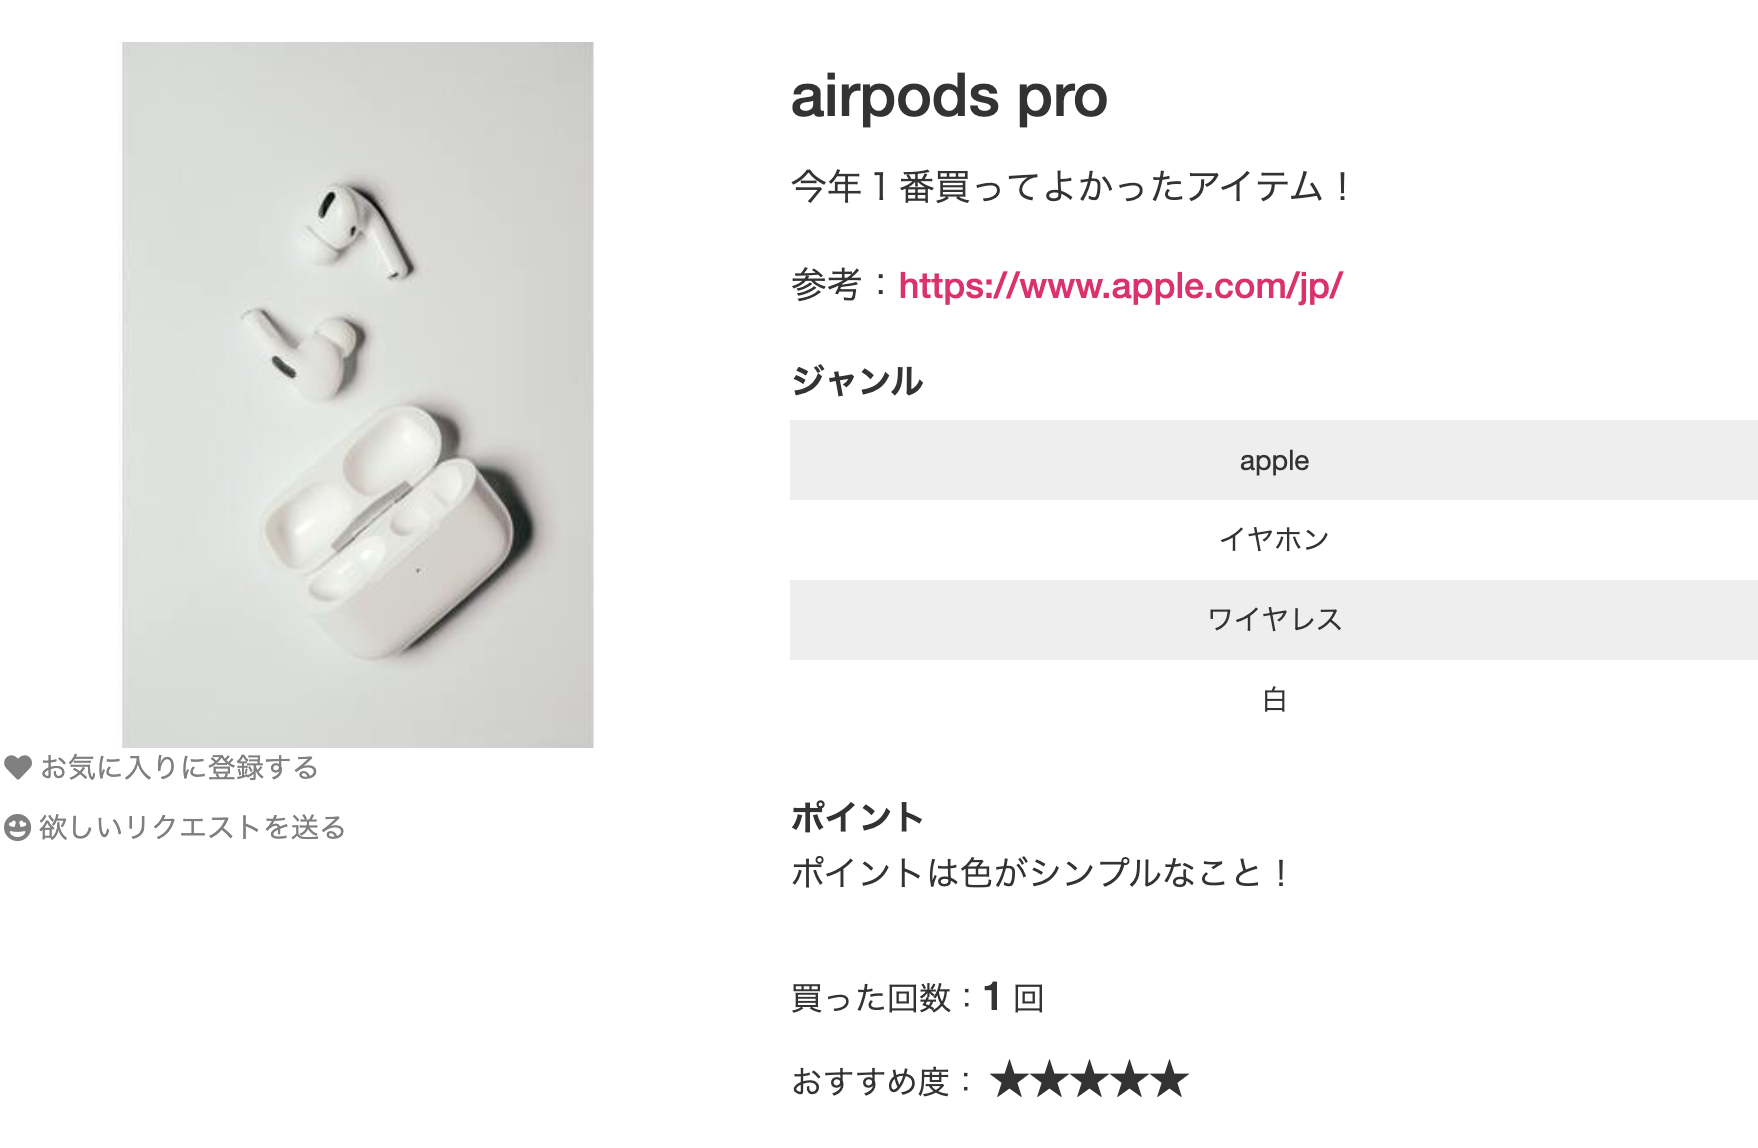 airpods pro
今年１番買ってよかったアイテム！
参考：https://www.apple.com/jp/
ジャンル
apple
イヤホン
ワイヤレス
白
お気に入りに登録する
欲しいリクエストを送る
ポイント
ポイントは色がシンプルなこと！
買った回数：1 回
おすすめ度： ★★★★★